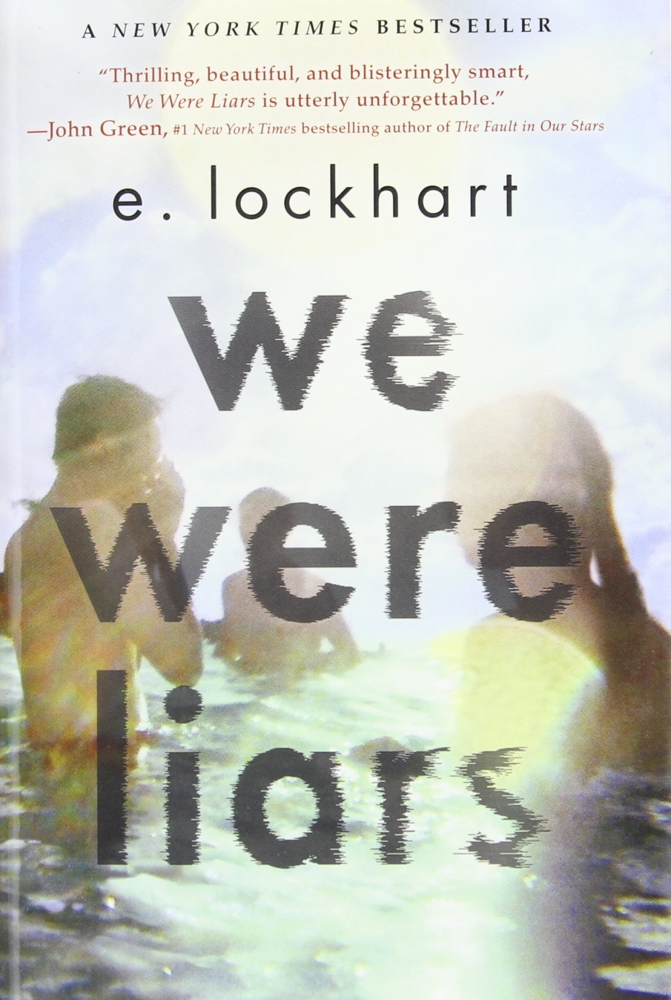 A NEW YORK TIMES BESTSELLER
“Thrilling, beautiful, and blisteringly smart,
We Were Liars is utterly unforgettable.”
—John Green, #1 New York Times bestselling author of The Fault in Our Stars
e. lockhart
we
were
liars